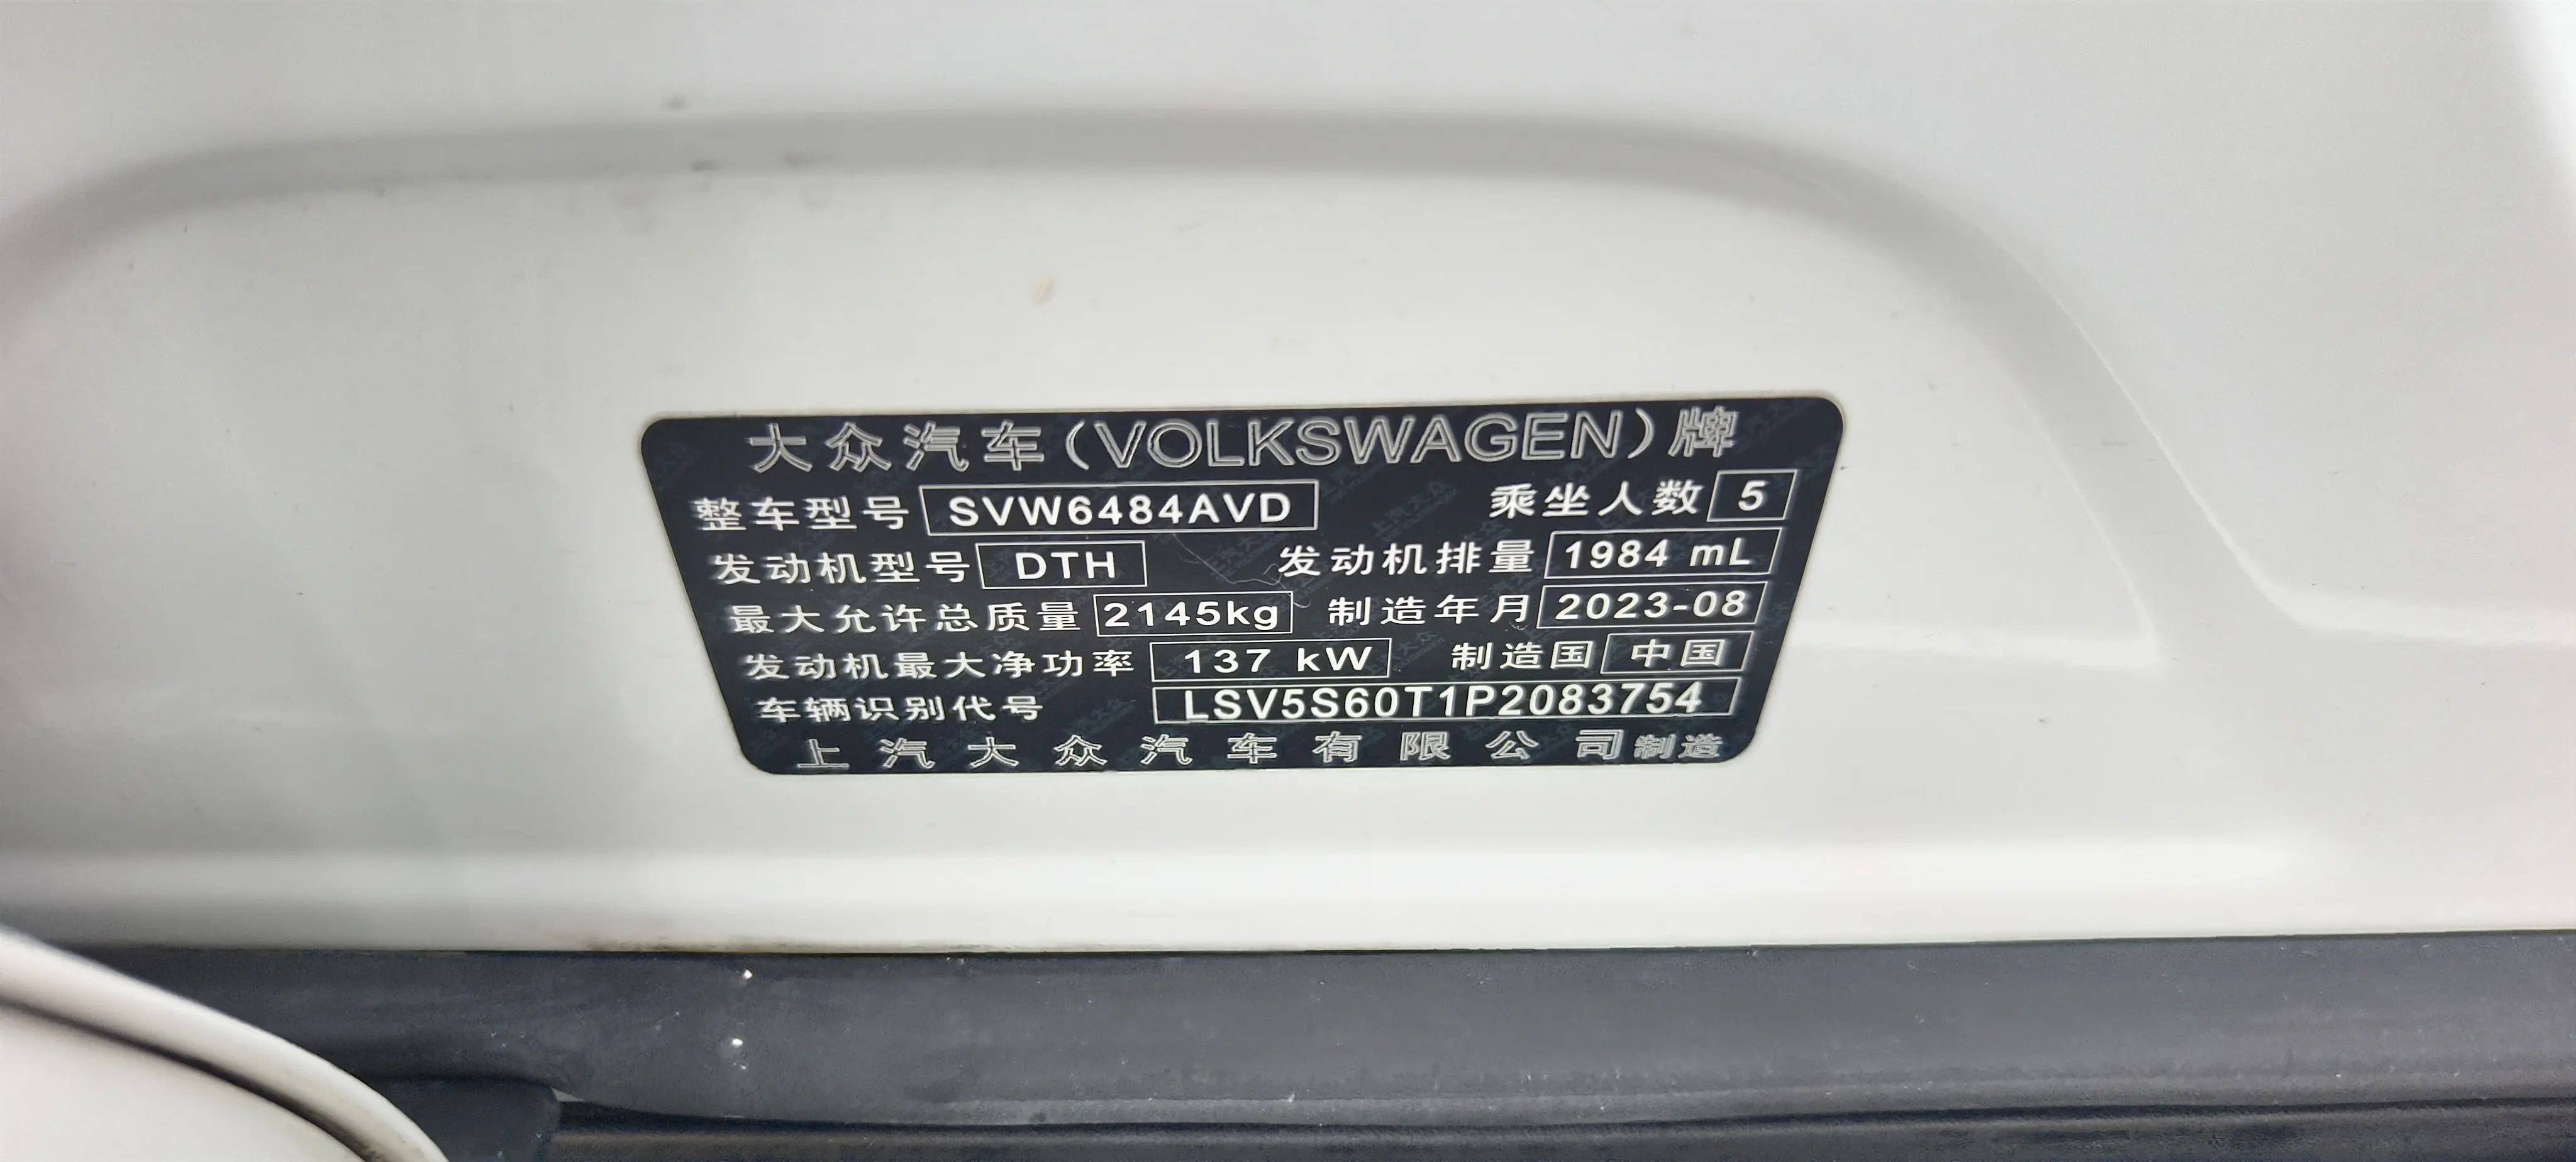 大众汽车(VOLKSWAGEN)牌
整车型号 SVW6484AVD 乘坐人数 5
发动机型号 DTH 发动机排量 1984 mL
最大允许总质量 2145kg 制造年月 2023-08
发动机最大净功率 137 kW 制造国 中国
车辆识别代号 LSV5S60T1P2083754
上汽大众汽车有限公司制造